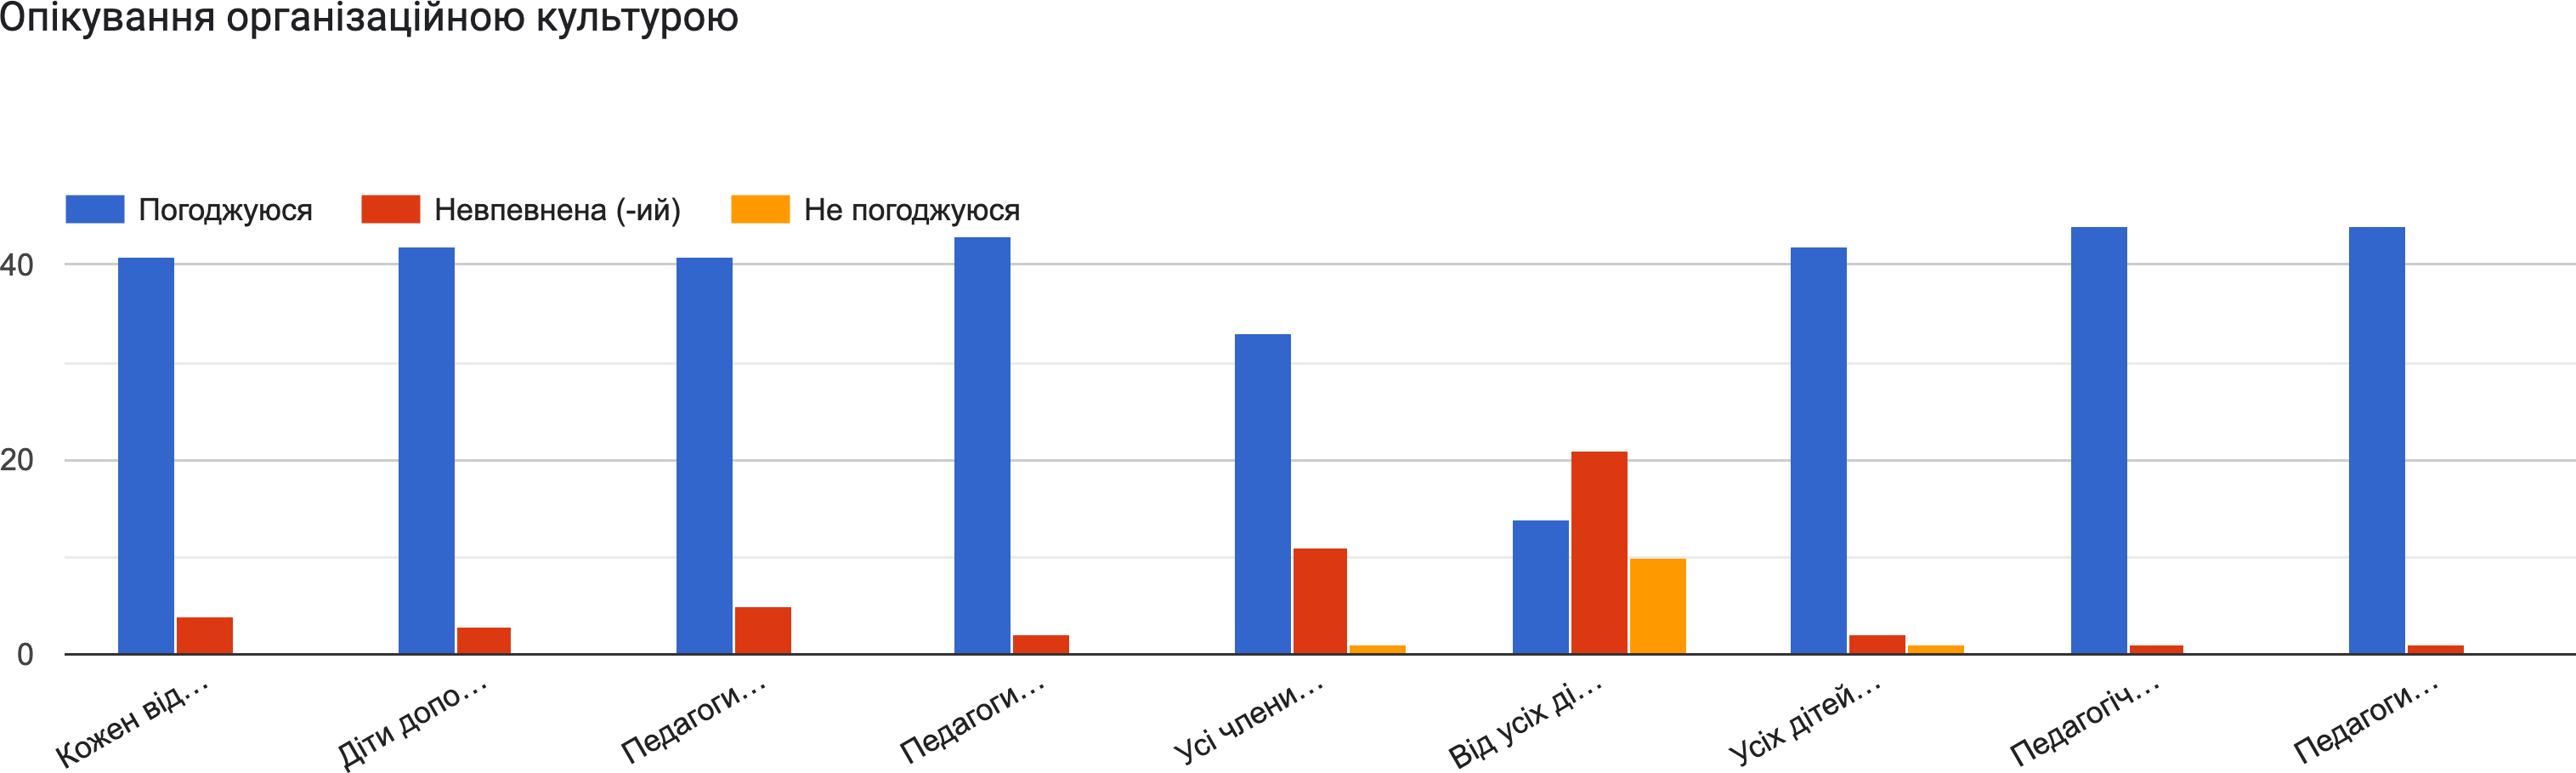 Опікування організаційною культурою
Погоджуюся Невпевнена (-ий) Не погоджуюся
40
20
0
Кожен від…
Діти допо…
Педагоги…
Педагоги…
Усі члени…
Від усіх ді…
Усіх дітей…
Педагогіч…
Педагоги…